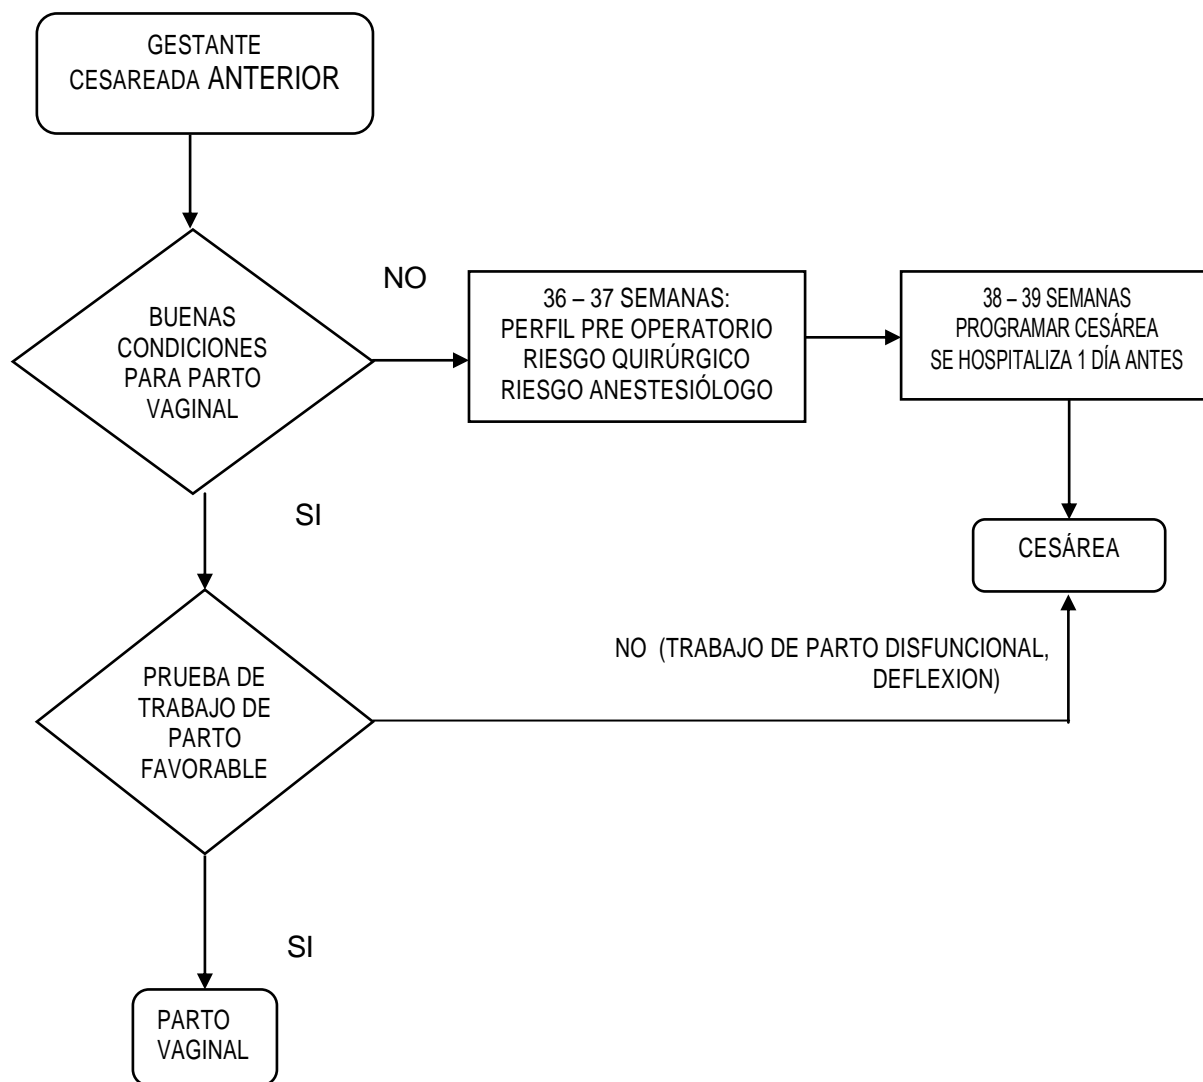 GESTANTE
CESAREADA ANTERIOR
BUENAS
CONDICIONES
PARA PARTO
VAGINAL
NO
36 – 37 SEMANAS:
PERFIL PRE OPERATORIO
RIESGO QUIRÚRGICO
RIESGO ANESTESIÓLOGO
38 – 39 SEMANAS
PROGRAMAR CESÁREA
SE HOSPITALIZA 1 DÍA ANTES
SI
CESÁREA
NO (TRABAJO DE PARTO DISFUNCIONAL,
DEFLEXION)
PRUEBA DE
TRABAJO DE
PARTO
FAVORABLE
SI
PARTO
VAGINAL